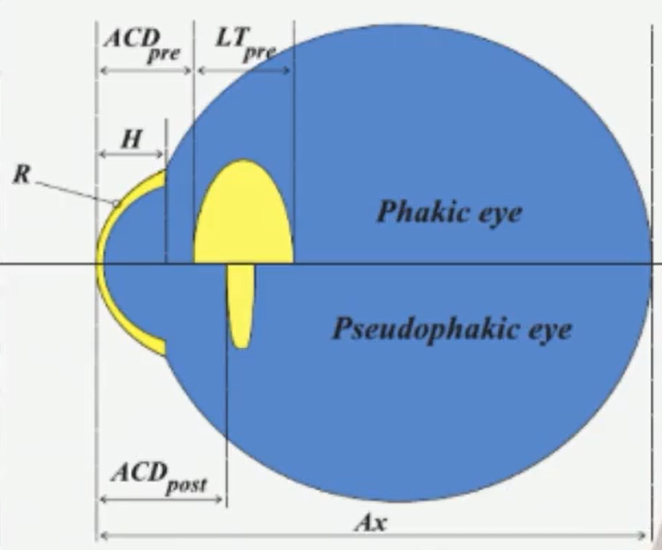 ACDpre LTpre
H
R
Phakic eye
Pseudophakic eye
ACDpost
Ax